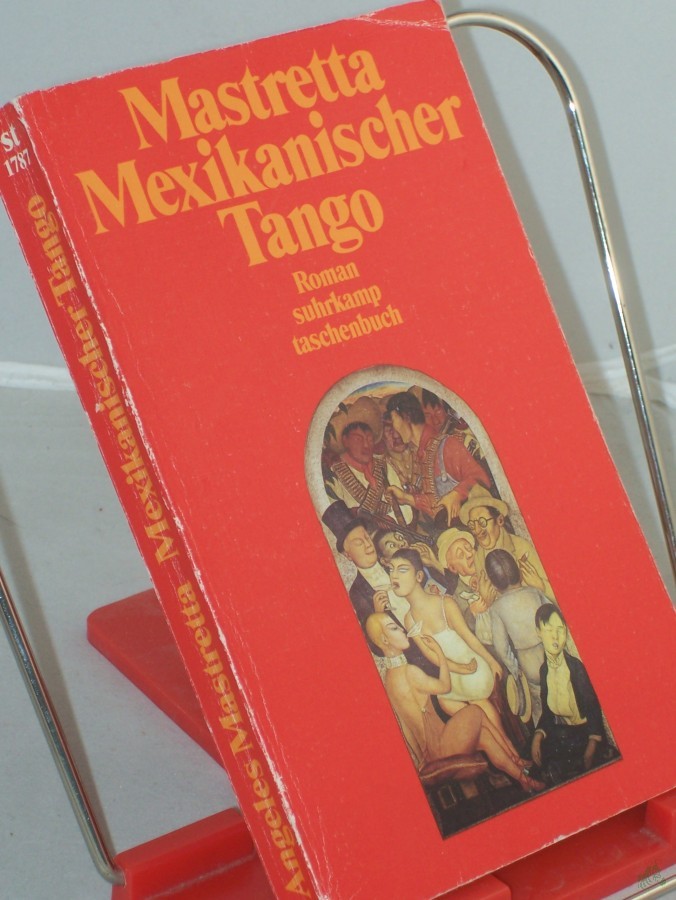 Mastretta
Mexikanischer
Tango
Roman
suhrkamp
taschenbuch
st
1787
Angeles Mastretta Mexikanischer Tango